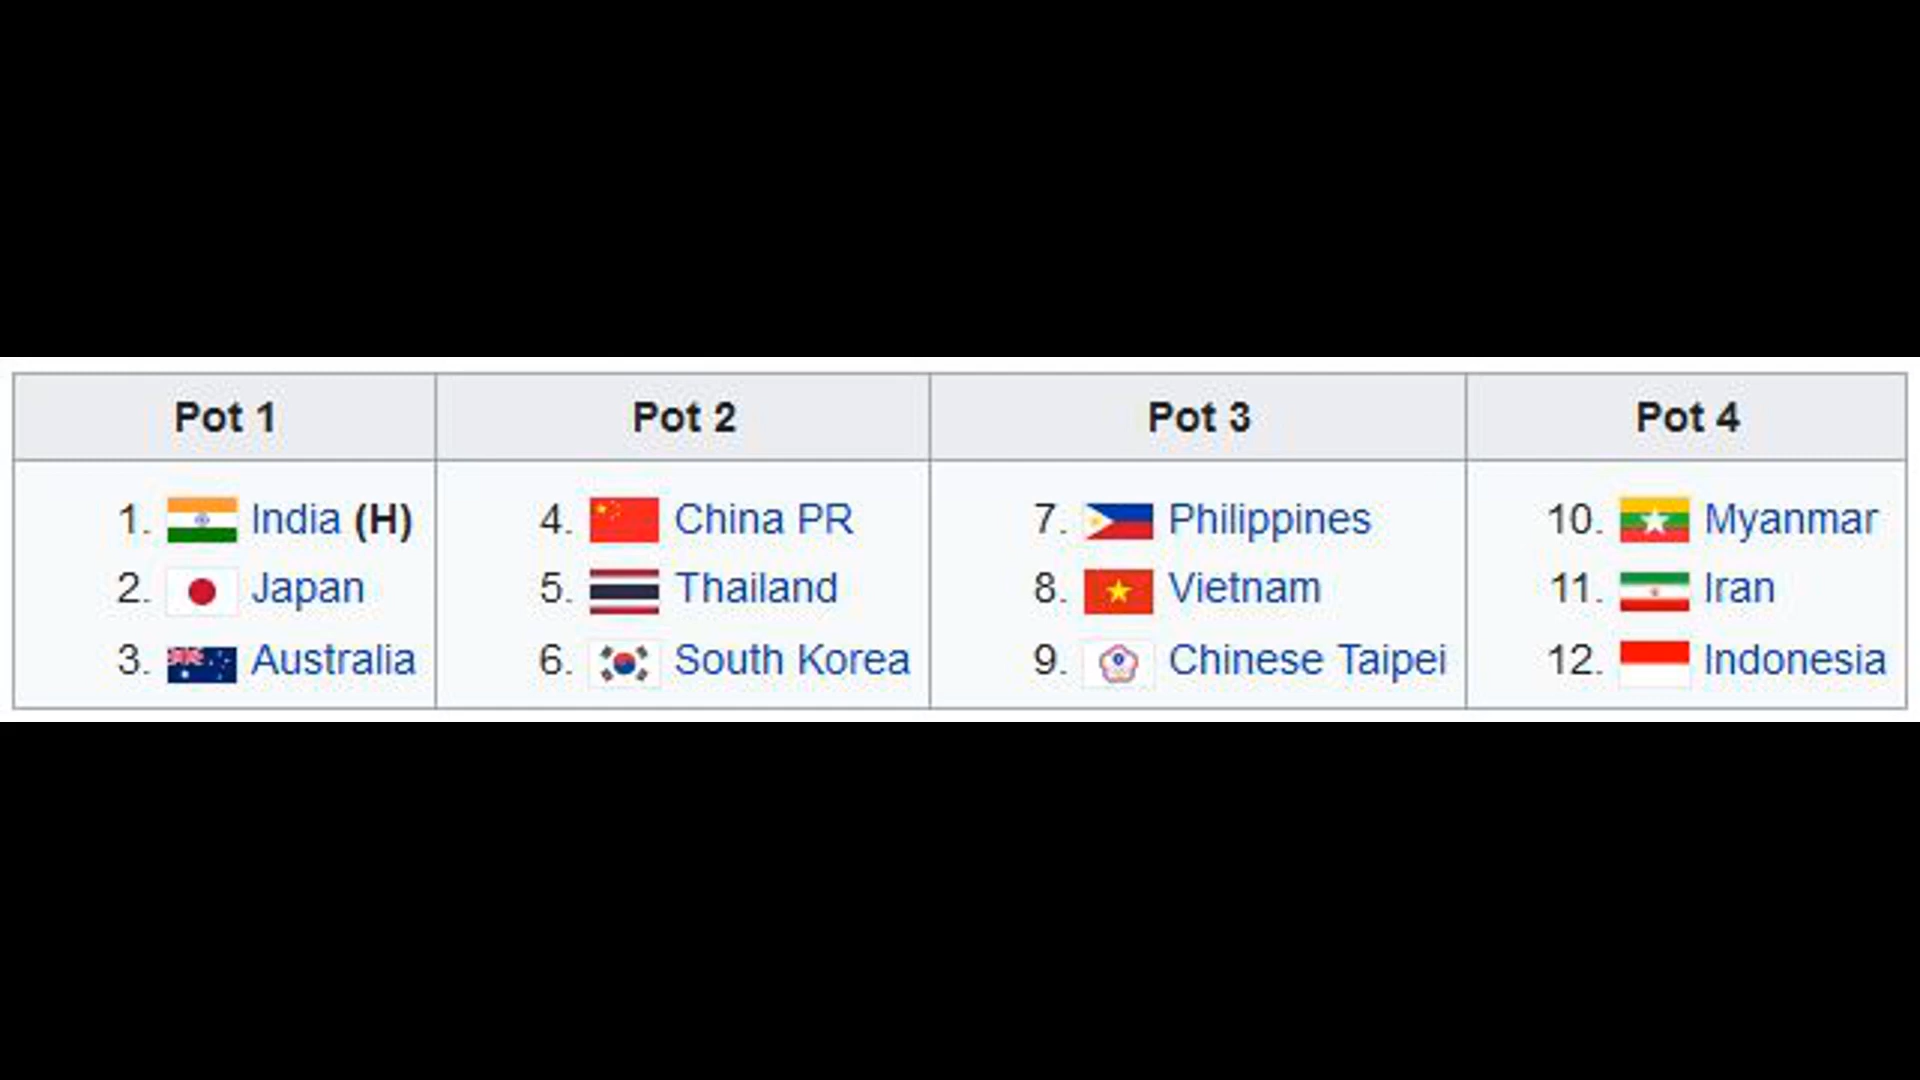 Pot 1 Pot 2 Pot 3 Pot 4
1. India (H) 4. China PR 7. Philippines 10. Myanmar
2. Japan 5. Thailand 8. Vietnam 11. Iran
3. Australia 6. South Korea 9. Chinese Taipei 12. Indonesia